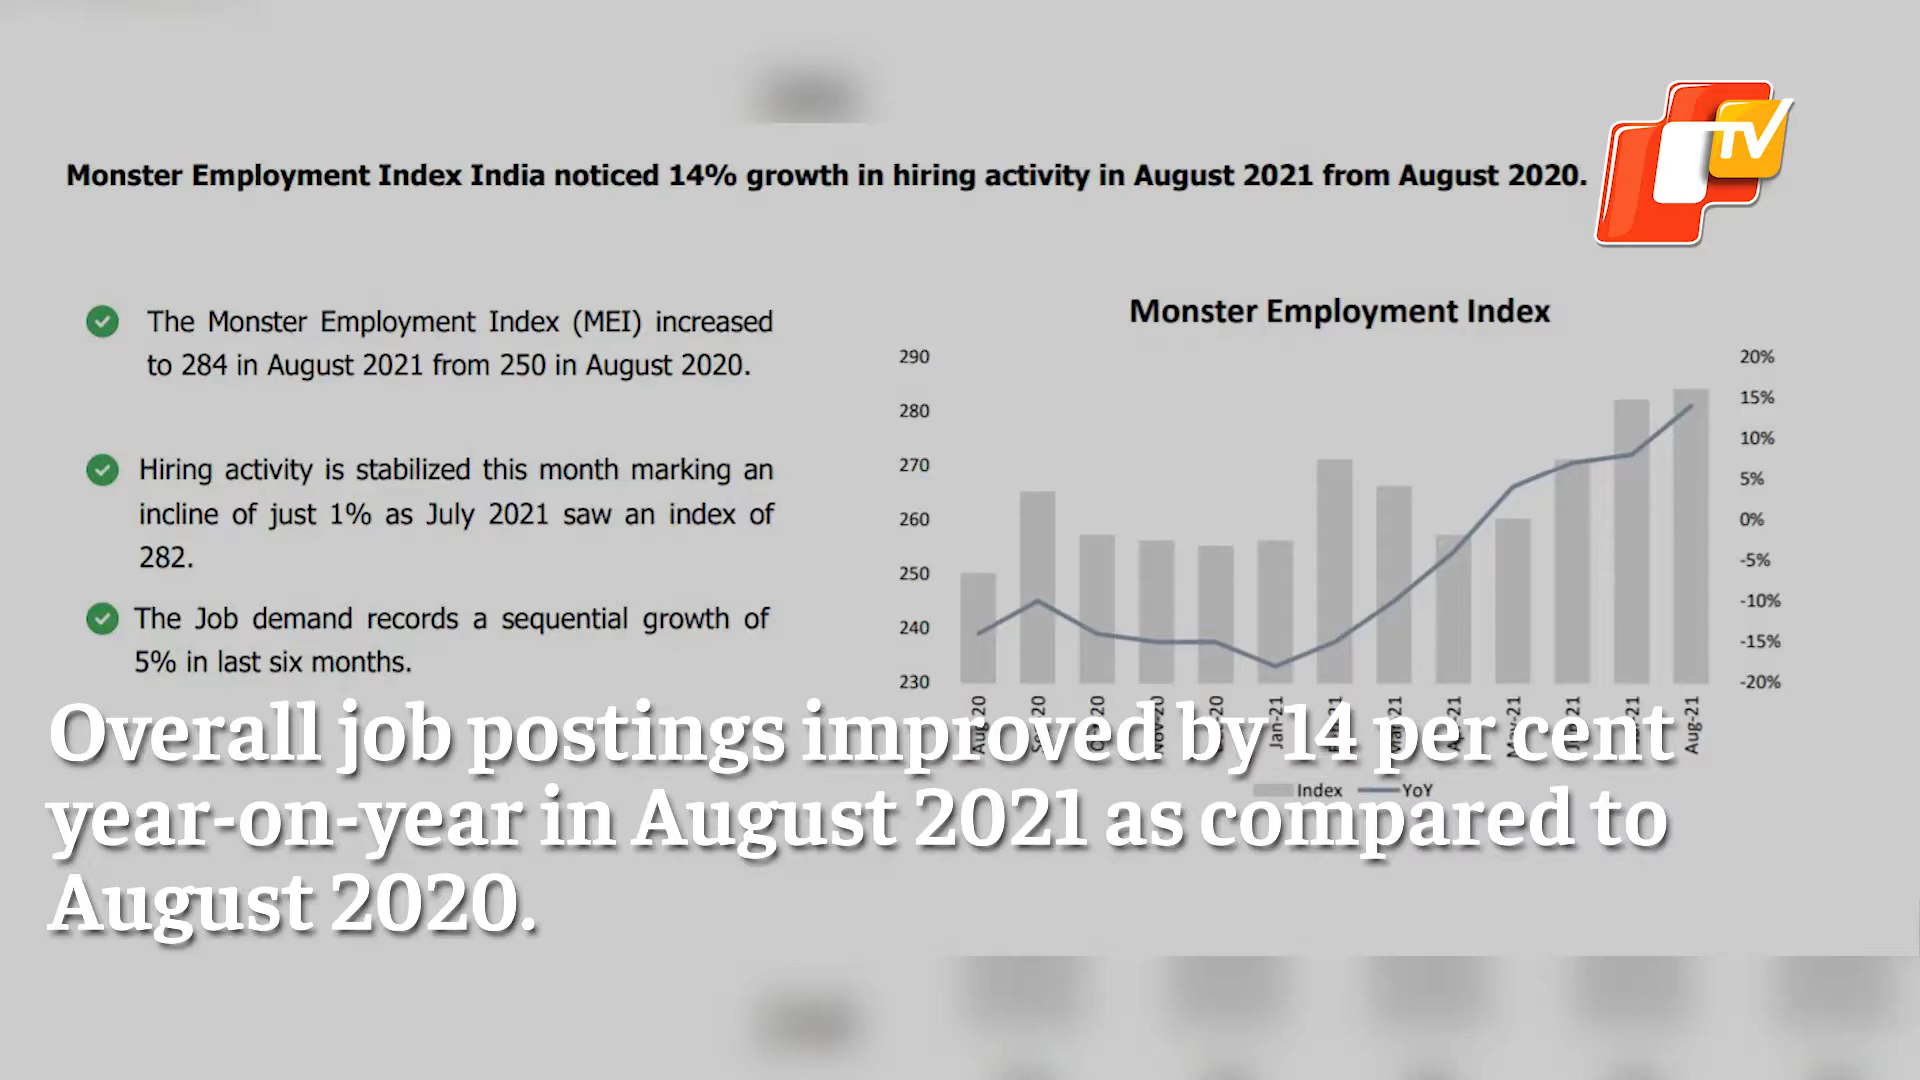 TV
Monster Employment Index India noticed 14% growth in hiring activity in August 2021 from August 2020.
The Monster Employment Index (MEI) increased
to 284 in August 2021 from 250 in August 2020.
Hiring activity is stabilized this month marking an
incline of just 1% as July 2021 saw an index of
282.
The Job demand records a sequential growth of
5% in last six months.
Monster Employment Index
290
280
270
260
250
240
230
20%
15%
10%
5%
0%
-5%
-10%
-15%
-20%
Jan-21
Aug-21
Index
YoY
Overall job postings improved by 14 per cent
year-on-year in August 2021 as compared to
August 2020.